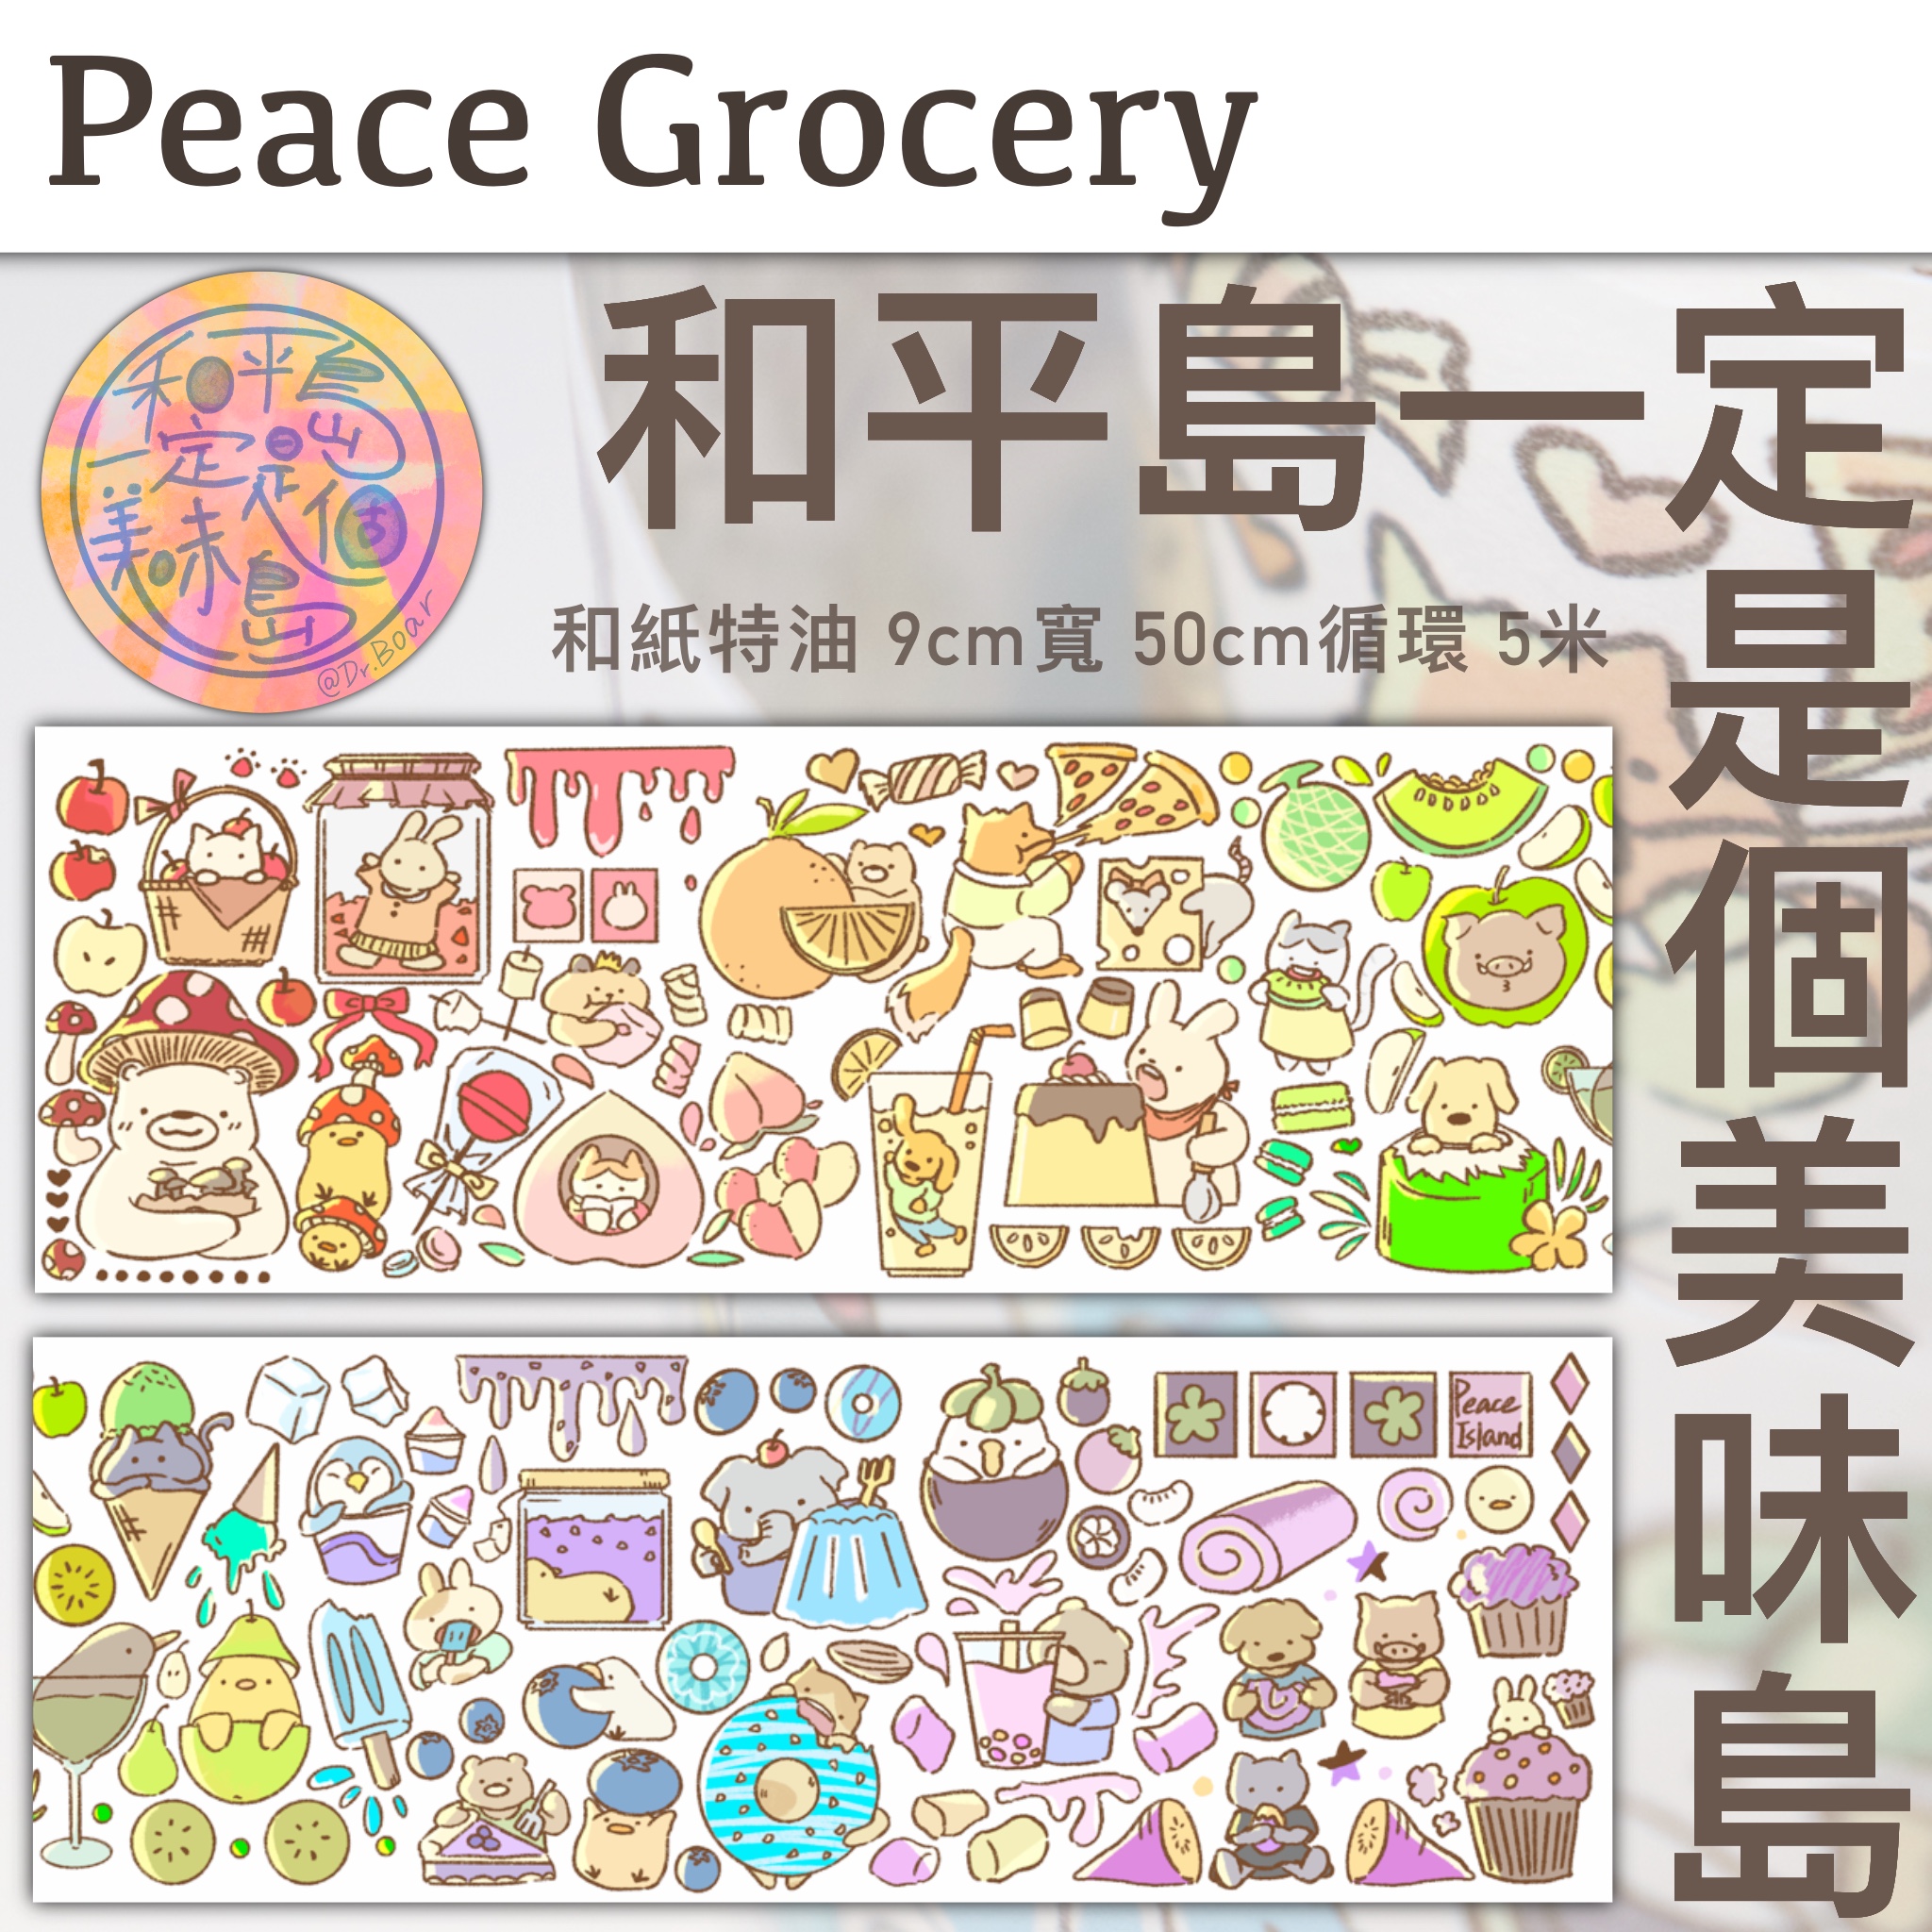 Peace Grocery
和平島一定是個美味島
和平島
一定是
美味個
島
@Dr.Boar
和紙特油 9cm寬 50cm循環 5米
Peace
Island